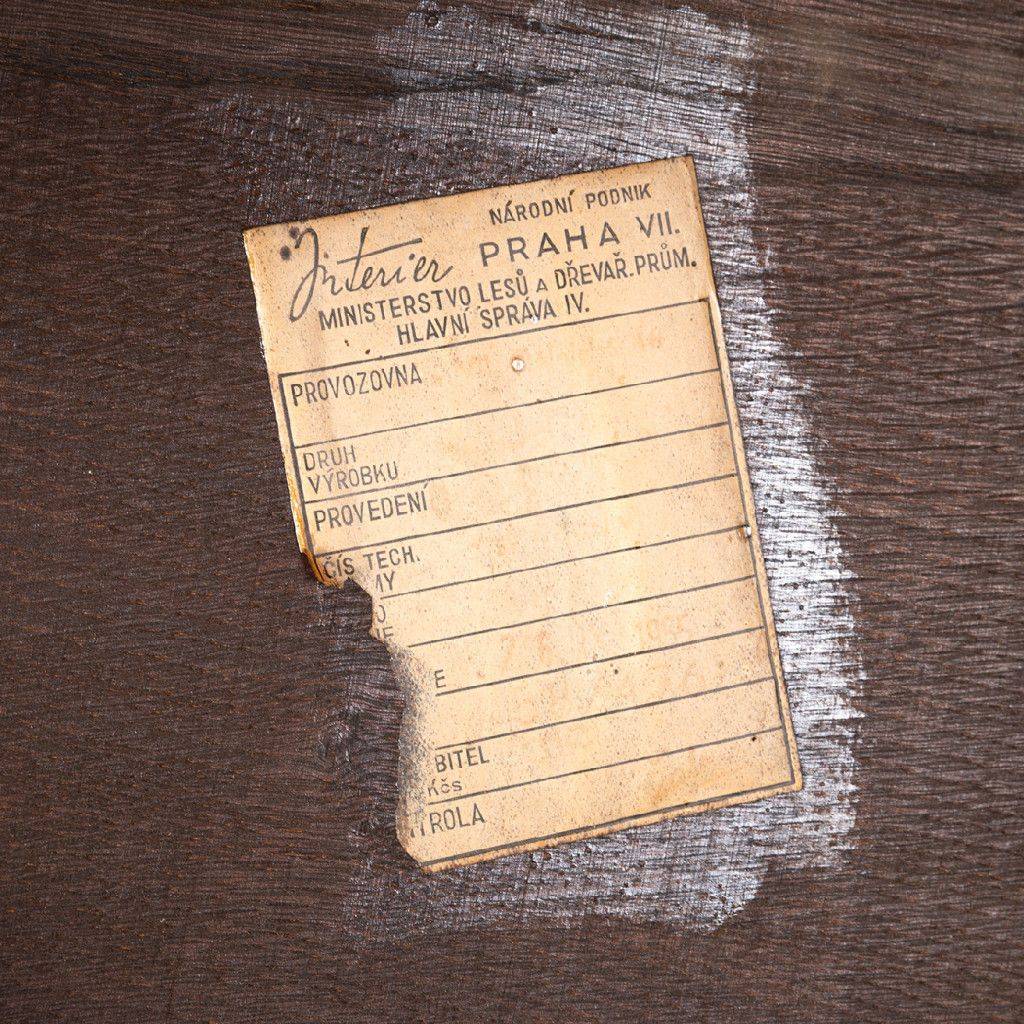 NÁRODNÍ PODNIK
Interier PRAHA VII.
MINISTERSTVO LESŮ A DŘEVAŘ.PRŮM.
HLAVNÍ SPRÁVA IV.
PROVOZOVNA
DRUH
VÝROBKU
PROVEDENÍ
ČÍS TECH.
MY
E
BITEL
Kčs
TROLA